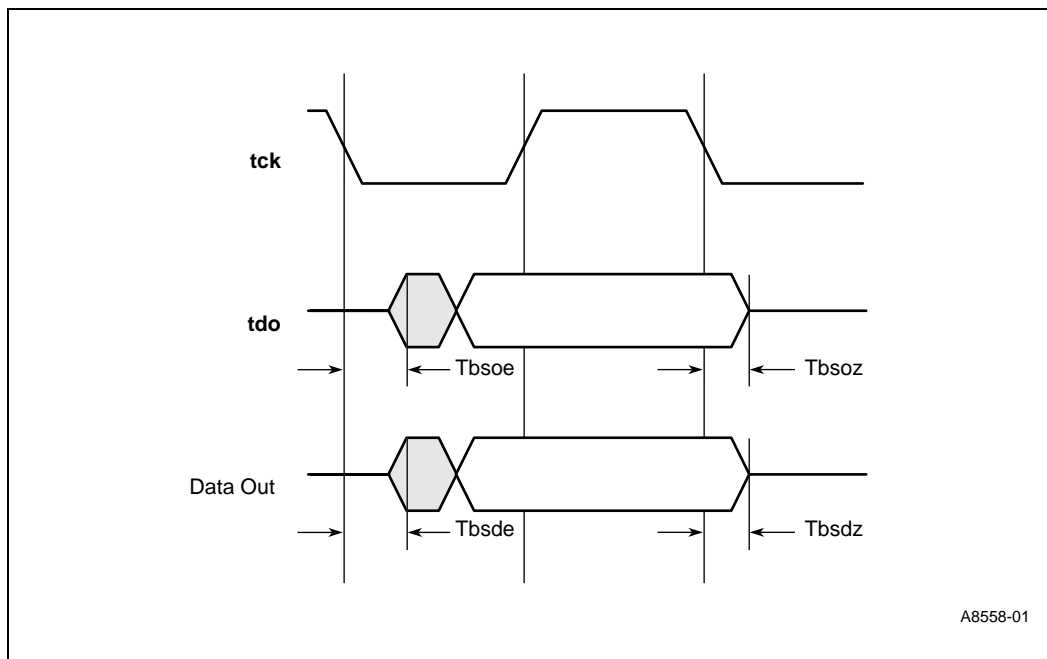 tck
tdo
Tbsoe
Tbsoz
Data Out
Tbsde
Tbsdz
A8558-01